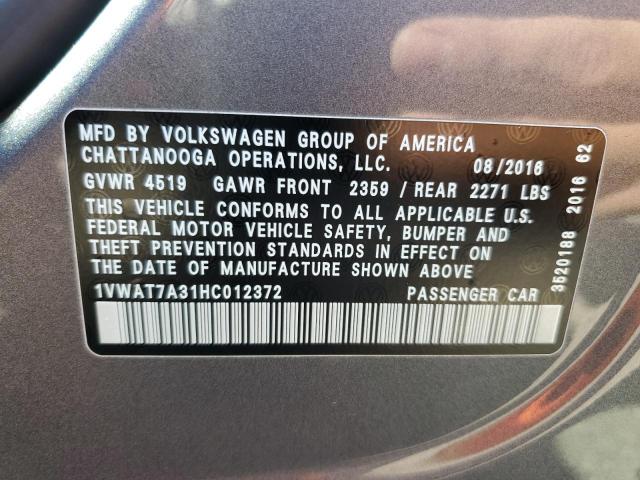 MFD BY VOLKSWAGEN GROUP OF AMERICA
CHATTANOOGA OPERATIONS, LLC. 08/2016
GVWR 4519 GAWR FRONT 2359 / REAR 2271 LBS
THIS VEHICLE CONFORMS TO ALL APPLICABLE U.S.
FEDERAL MOTOR VEHICLE SAFETY, BUMPER AND
THEFT PREVENTION STANDARDS IN EFFECT ON
THE DATE OF MANUFACTURE SHOWN ABOVE
1VWAT7A31HC012372 PASSENGER CAR
3520188 2016 62